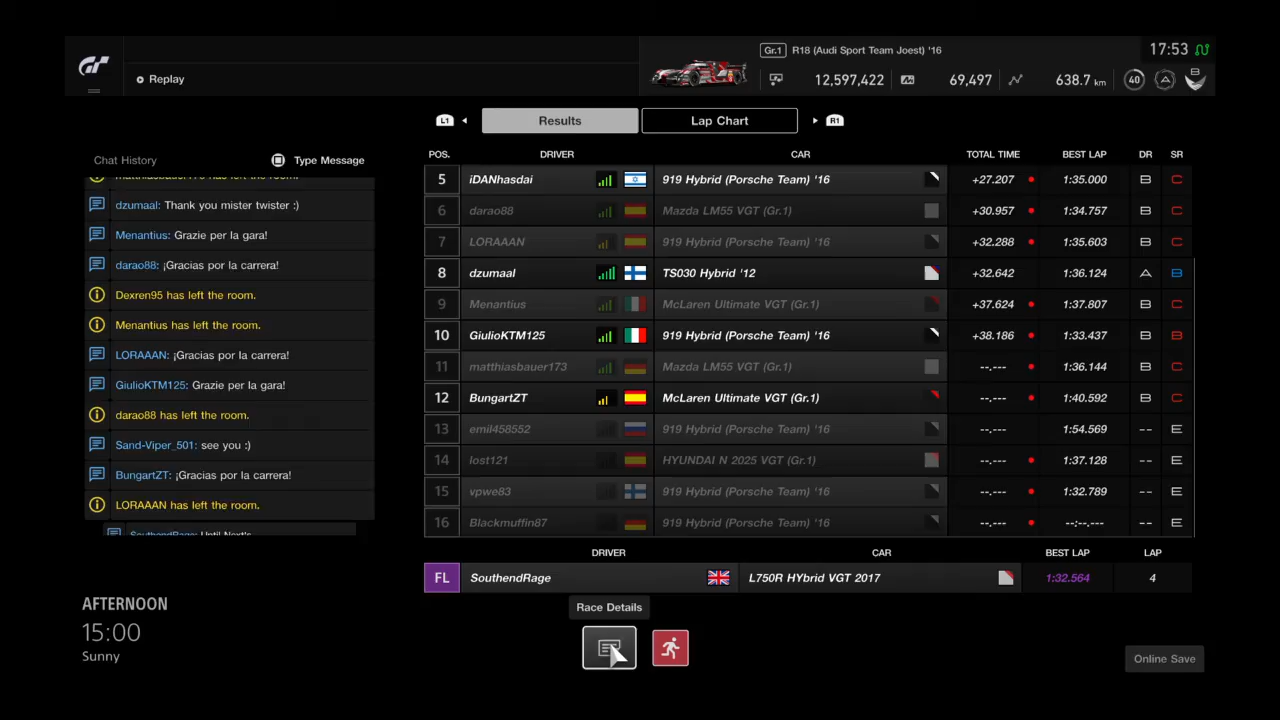 Gr.1 R18 (Audi Sport Team Joest) '16
17:53
Replay
12,597,422 69,497 638.7 km 40 A B
L1 Results Lap Chart R1
Chat History Type Message
dzumaal: Thank you mister twister :)
Menantius: Grazie per la gara!
darao88: ¡Gracias por la carrera!
Dexren95 has left the room.
Menantius has left the room.
LORAAAN: ¡Gracias por la carrera!
GiulioKTM125: Grazie per la gara!
darao88 has left the room.
Sand-Viper_501: see you :)
BungartZT: ¡Gracias por la carrera!
LORAAAN has left the room.
SouthendRage: Until Next's
POS. DRIVER CAR TOTAL TIME BEST LAP DR SR
5 iDANhasdai 919 Hybrid (Porsche Team) '16 +27.207 1:35.000 B C
6 darao88 Mazda LM55 VGT (Gr.1) +30.957 1:34.757 B C
7 LORAAAN 919 Hybrid (Porsche Team) '16 +32.288 1:35.603 B C
8 dzumaal TS030 Hybrid '12 +32.642 1:36.124 A B
9 Menantius McLaren Ultimate VGT (Gr.1) +37.624 1:37.807 B C
10 GiulioKTM125 919 Hybrid (Porsche Team) '16 +38.186 1:33.437 B B
11 matthiasbauer173 Mazda LM55 VGT (Gr.1) --.--- 1:36.144 B C
12 BungartZT McLaren Ultimate VGT (Gr.1) --.--- 1:40.592 B C
13 emil458552 919 Hybrid (Porsche Team) '16 --.--- 1:54.569 -- E
14 lost121 HYUNDAI N 2025 VGT (Gr.1) --.--- 1:37.128 -- E
15 vpwe83 919 Hybrid (Porsche Team) '16 --.--- 1:32.789 -- E
16 Blackmuffin87 919 Hybrid (Porsche Team) '16 --.--- --:--.--- -- E
DRIVER CAR BEST LAP LAP
FL SouthendRage L750R HYbrid VGT 2017 1:32.564 4
Race Details
AFTERNOON
15:00
Sunny
Online Save